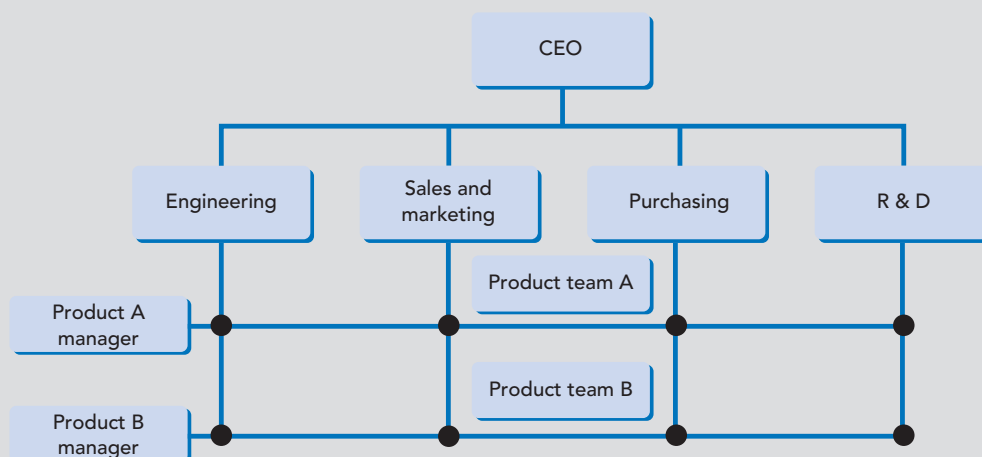 CEO
Engineering
Sales and
marketing
Purchasing
R & D
Product team A
Product A
manager
Product team B
Product B
manager